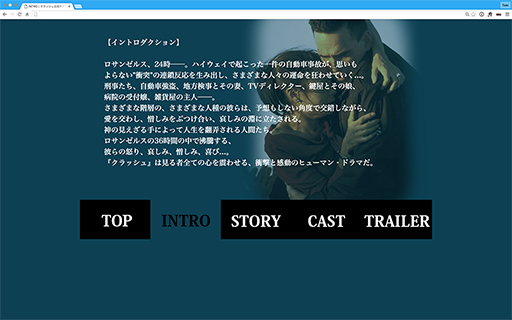 【イントロダクション】
ロサンゼルス、24時――。ハイウェイで起こった一件の自動車事故が、思いも
よらない"衝突"の連鎖反応を生み出し、さまざまな人々の運命を狂わせていく…。
刑事たち、自動車強盗、地方検事とその妻、TVディレクター、鍵屋とその娘、
病院の受付嬢、雑貨屋の主人――。
さまざまな階層の、さまざまな人種の彼らは、予想もしない角度で交錯しながら、
愛を交わし、憎しみをぶつけ合い、哀しみの淵に立たされる。
神の見えざる手によって人生を翻弄される人間たち。
ロサンゼルスの36時間の中で沸騰する、
彼らの怒り、哀しみ、憎しみ、喜び…。
『クラッシュ』は見る者全ての心を震わせる、衝撃と感動のヒューマン・ドラマだ。
TOP INTRO STORY CAST TRAILER